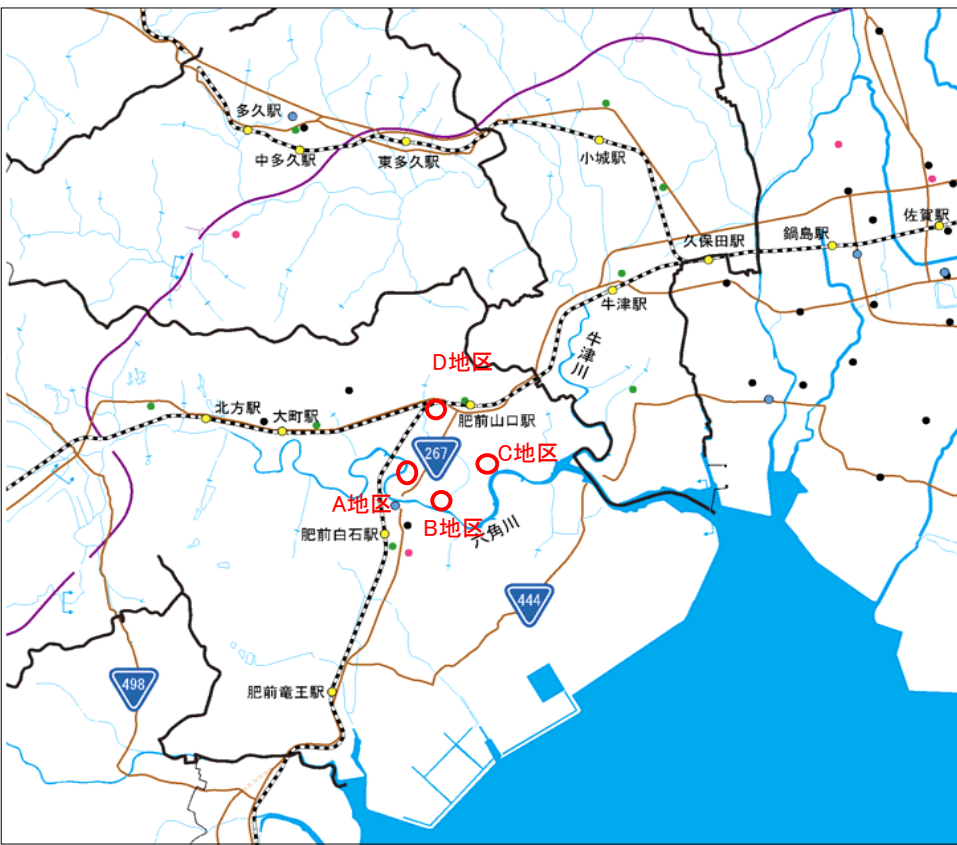 多久駅
中多久駅
東多久駅
小城駅
佐賀駅
鍋島駅
久保田駅
牛津駅
牛津川
D地区
北方駅
大町駅
肥前山口駅
267
C地区
A地区
B地区
六角川
肥前白石駅
444
498
肥前竜王駅